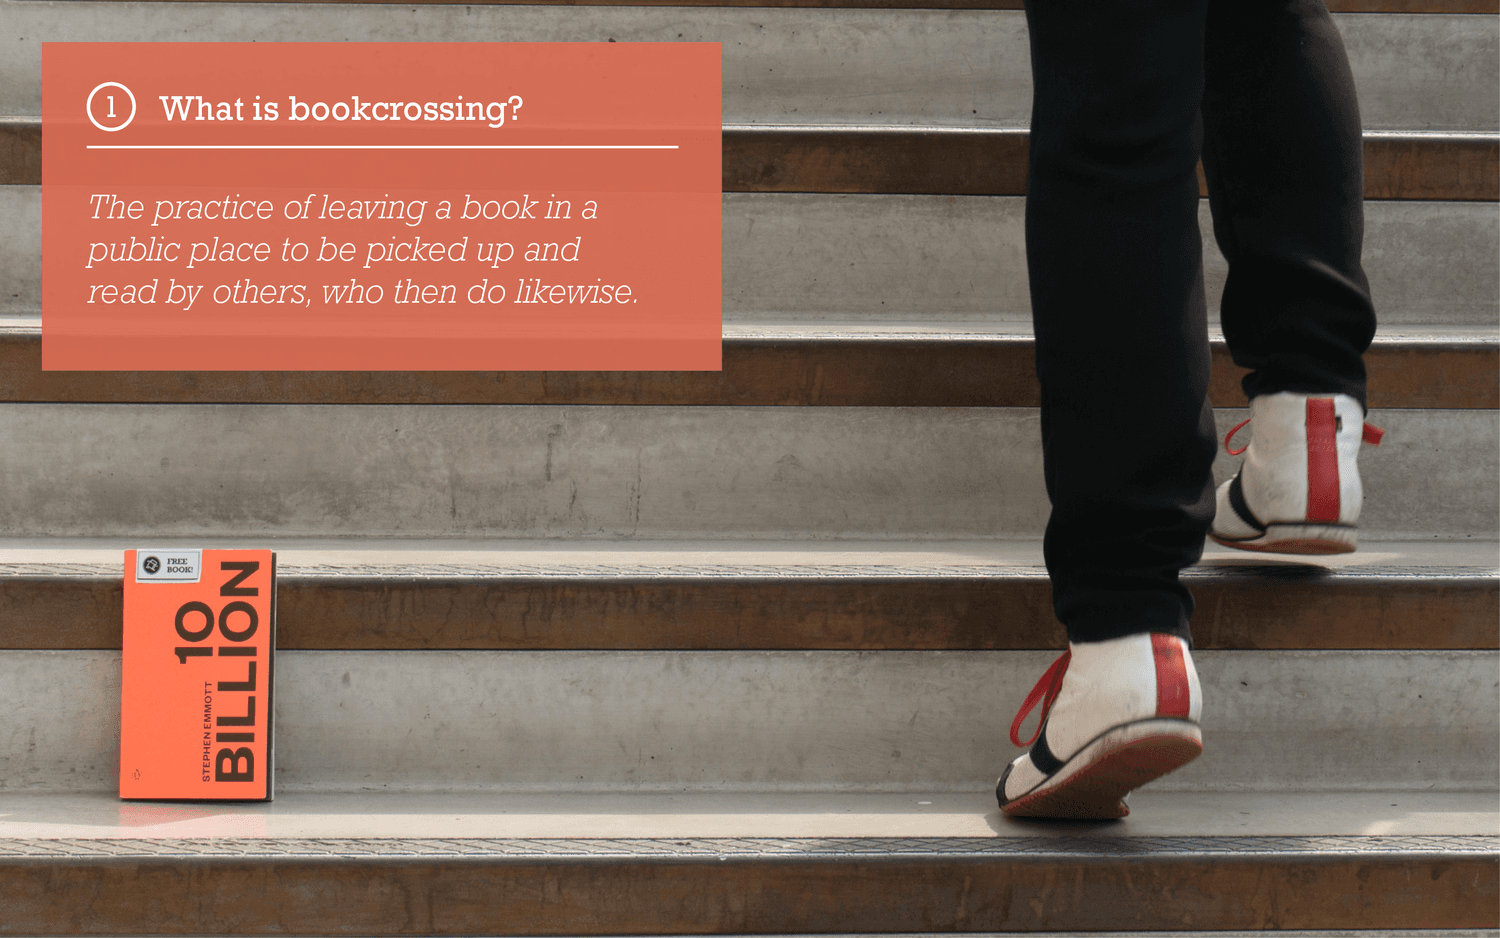 1 What is bookcrossing?
The practice of leaving a book in a
public place to be picked up and
read by others, who then do likewise.
FREE
BOOK!
10
BILLION
STEPHEN EMMOTT